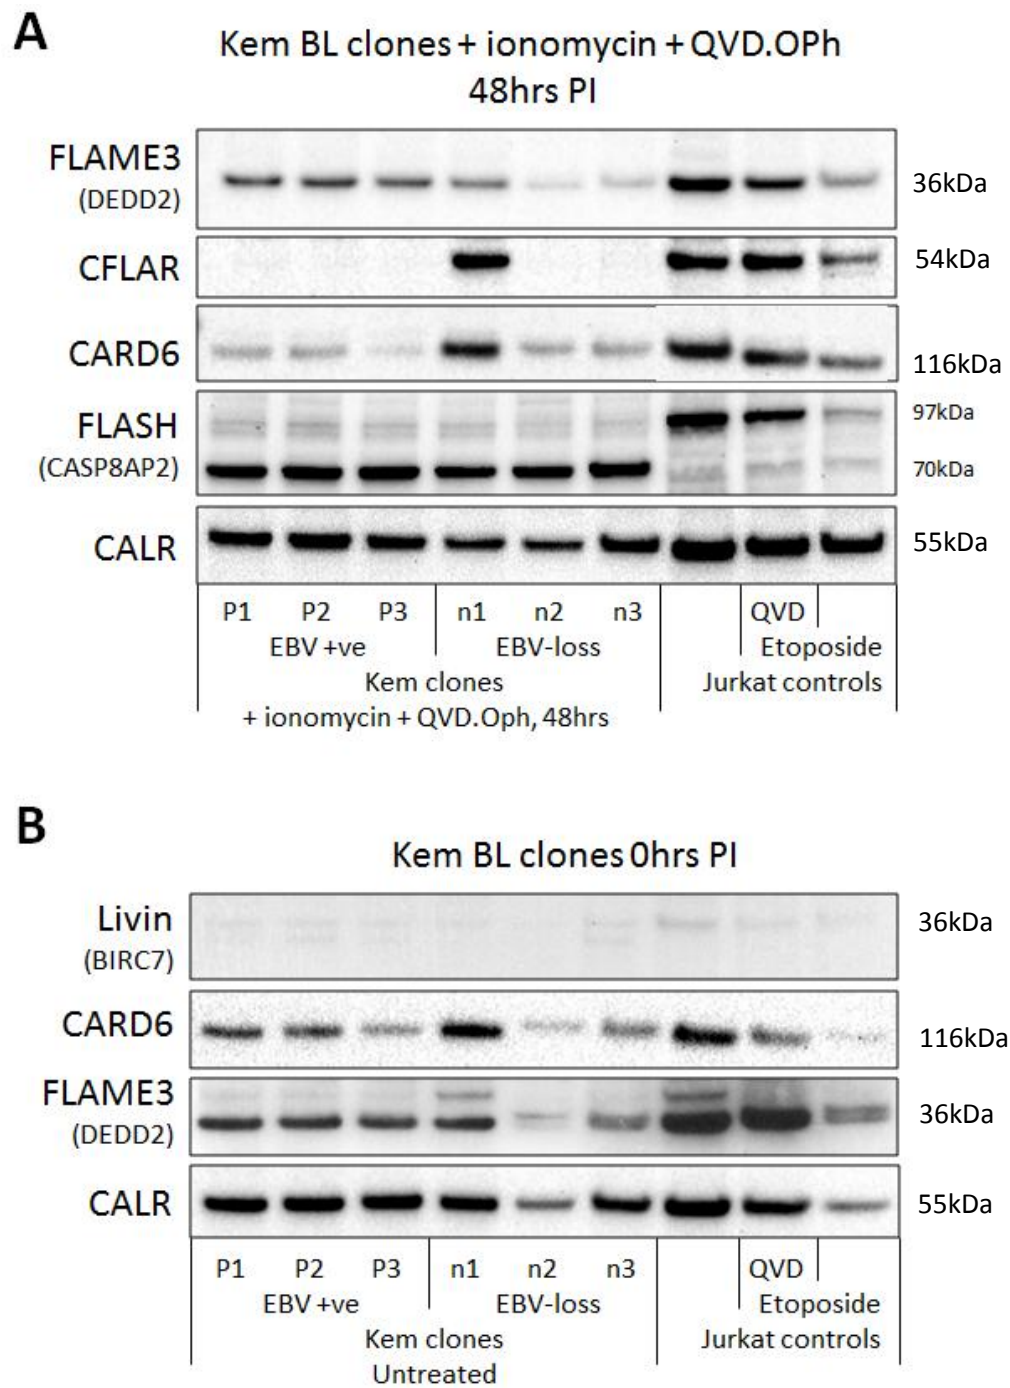 A
Kem BL clones + ionomycin + QVD.OPh
48hrs PI
FLAME3
(DEDD2)
36kDa
CFLAR
54kDa
CARD6
116kDa
FLASH
(CASP8AP2)
97kDa
70kDa
CALR
55kDa
P1 P2 P3 n1 n2 n3 QVD
EBV +ve EBV-loss Etoposide
Kem clones Jurkat controls
+ ionomycin + QVD.Oph, 48hrs
B
Kem BL clones 0hrs PI
Livin
(BIRC7)
36kDa
CARD6
116kDa
FLAME3
(DEDD2)
36kDa
CALR
55kDa
P1 P2 P3 n1 n2 n3 QVD
EBV +ve EBV-loss Etoposide
Kem clones Jurkat controls
Untreated